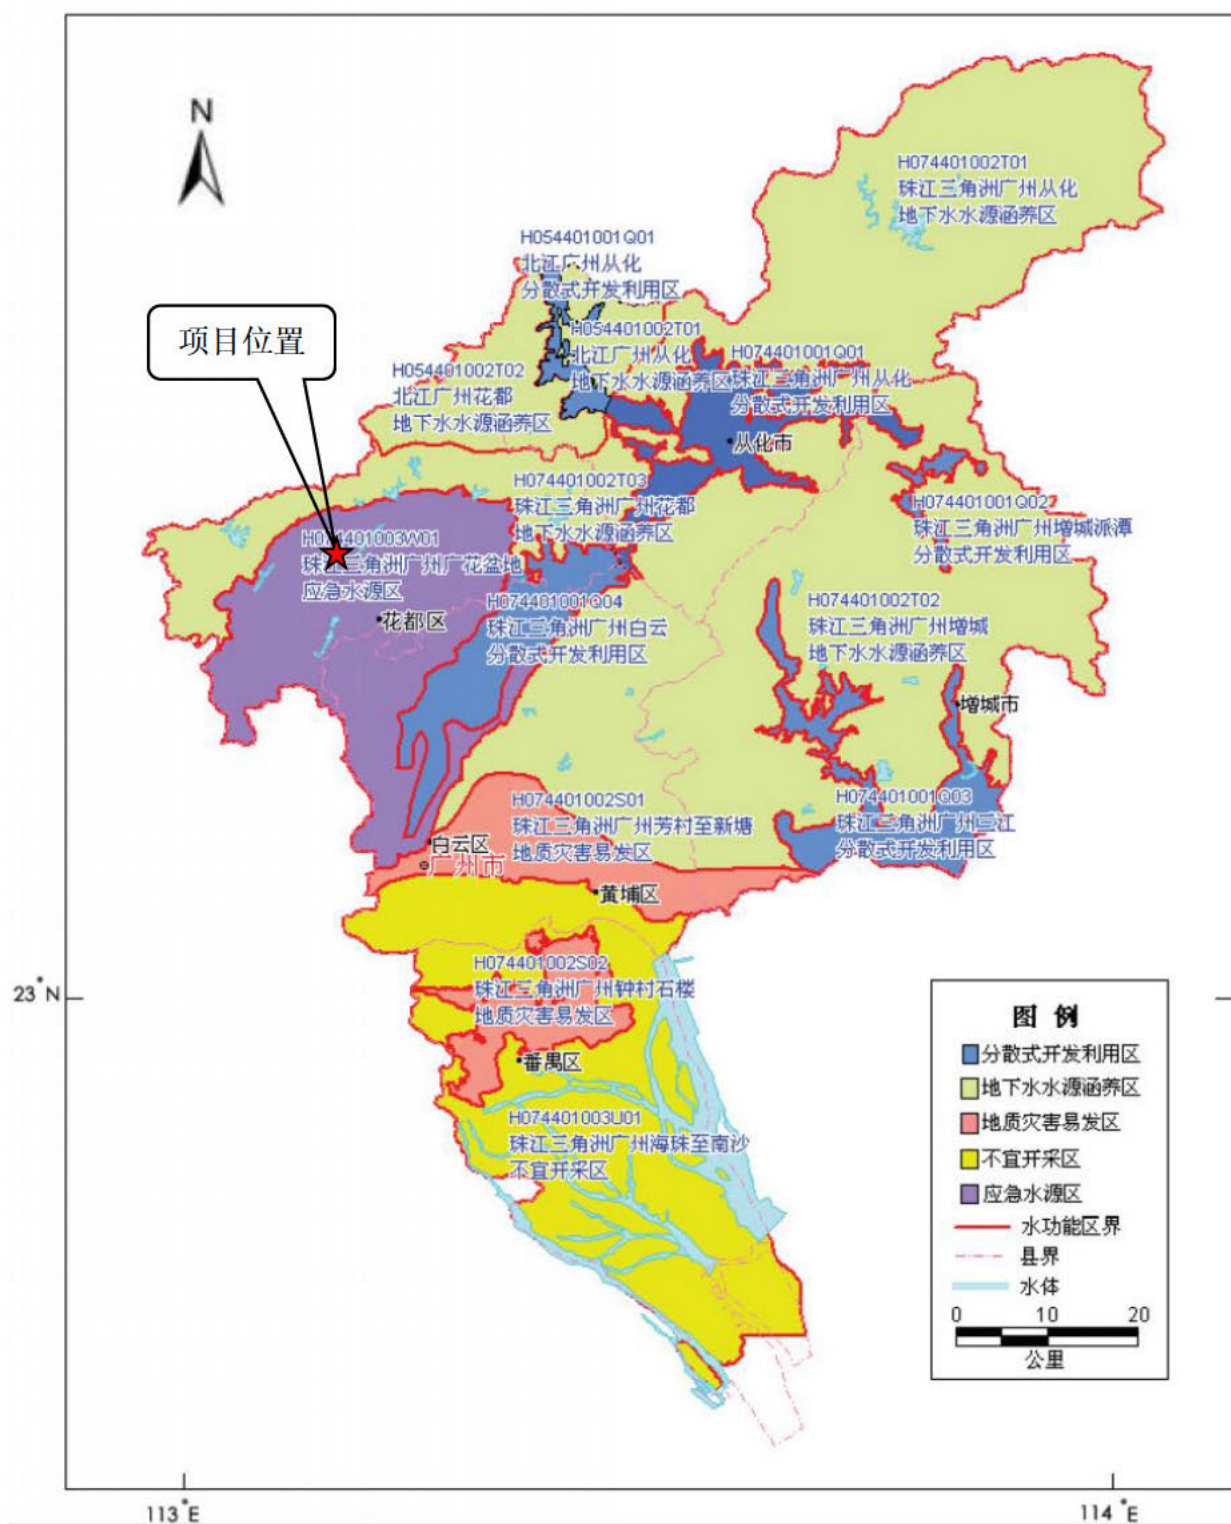 N
H074401002T01
珠江三角洲广州从化
地下水水源涵养区
H054401001Q01
北江广州从化
分散式开发利用区
项目位置
H054401002T01
北江广州从化
地下水水源涵养区
H074401001Q01
珠江三角洲广州从化
分散式开发利用区
H054401002T02
北江广州花都
地下水水源涵养区
从化市
H074401002T03
珠江三角洲广州花都
地下水水源涵养区
H074401001Q02
珠江三角洲广州增城派潭
分散式开发利用区
H074401003W01
珠江三角洲广州广花盆地
应急水源区
花都区
H074401001Q04
珠江三角洲广州白云
分散式开发利用区
H074401002T02
珠江三角洲广州增城
地下水水源涵养区
增城市
H074401002S01
珠江三角洲广州芳村至新塘
地质灾害易发区
H074401001Q03
珠江三角洲广州三江
分散式开发利用区
白云区
广州市
黄埔区
H074401002S02
珠江三角洲广州钟村石楼
地质灾害易发区
番禺区
H074401003U01
珠江三角洲广州海珠至南沙
不宜开采区
23°N
图 例
分散式开发利用区
地下水水源涵养区
地质灾害易发区
不宜开采区
应急水源区
水功能区界
县界
水体
0 10 20
公里
113°E
114°E